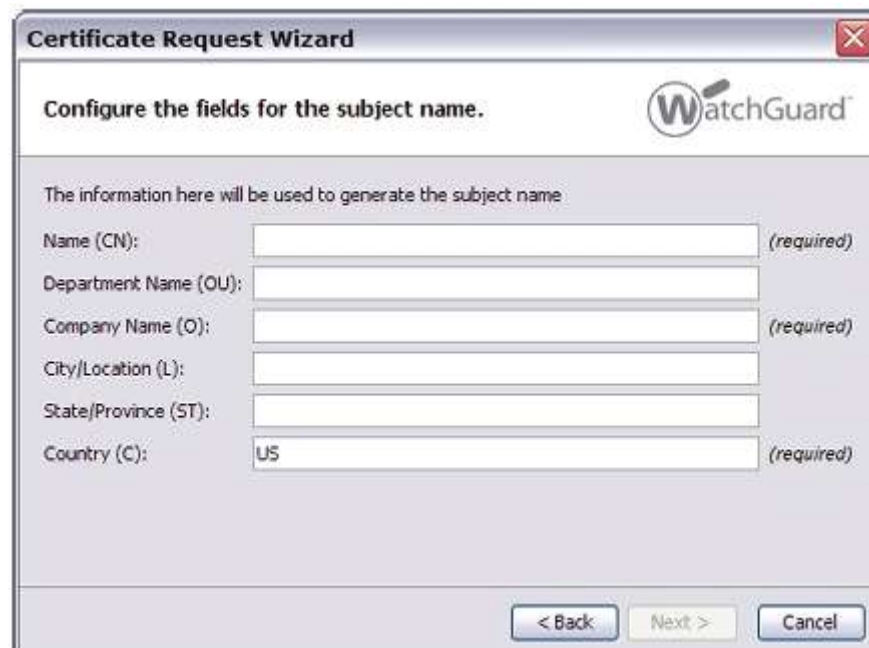 Certificate Request Wizard
Configure the fields for the subject name.
WatchGuard
The information here will be used to generate the subject name
Name (CN): (required)
Department Name (OU):
Company Name (O): (required)
City/Location (L):
State/Province (ST):
Country (C): US (required)
< Back Next > Cancel